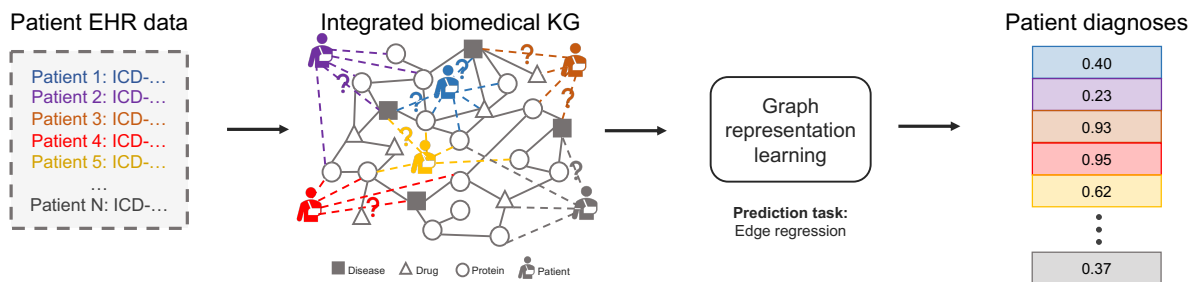 Patient EHR data
Patient 1: ICD-...
Patient 2: ICD-...
Patient 3: ICD-...
Patient 4: ICD-...
Patient 5: ICD-...
...
Patient N: ICD-...
Integrated biomedical KG
?
?
?
?
?
?
?
?
?
Disease
Drug
Protein
Patient
Graph
representation
learning
Prediction task:
Edge regression
Patient diagnoses
0.40
0.23
0.93
0.95
0.62
0.37